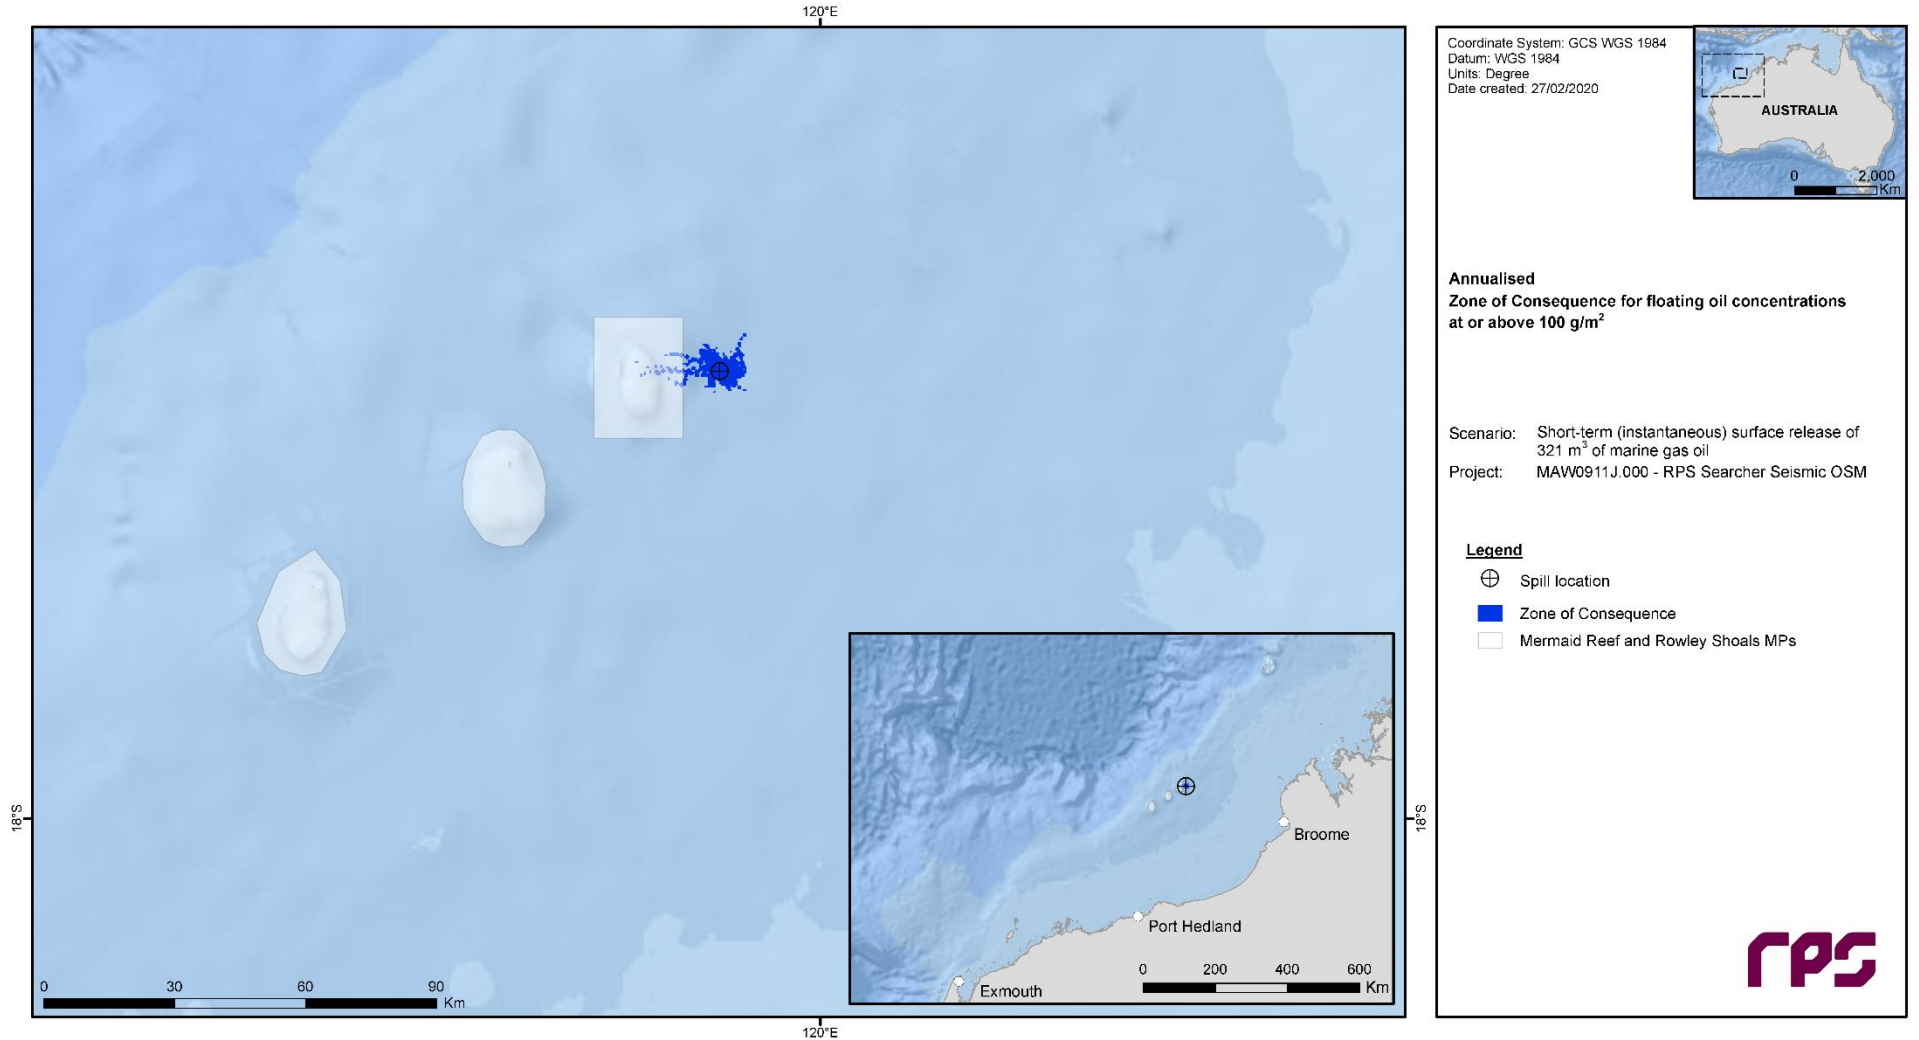 120°E
18°S
18°S
0 30 60 90
Km
120°E
Broome
Port Hedland
Exmouth
0 200 400 600
Km
Coordinate System: GCS WGS 1984
Datum: WGS 1984
Units: Degree
Date created: 27/02/2020
AUSTRALIA
0 2,000
Km
Annualised
Zone of Consequence for floating oil concentrations
at or above 100 g/m²
Scenario: Short-term (instantaneous) surface release of
321 m³ of marine gas oil
Project: MAW0911J.000 - RPS Searcher Seismic OSM
Legend
Spill location
Zone of Consequence
Mermaid Reef and Rowley Shoals MPs
rps